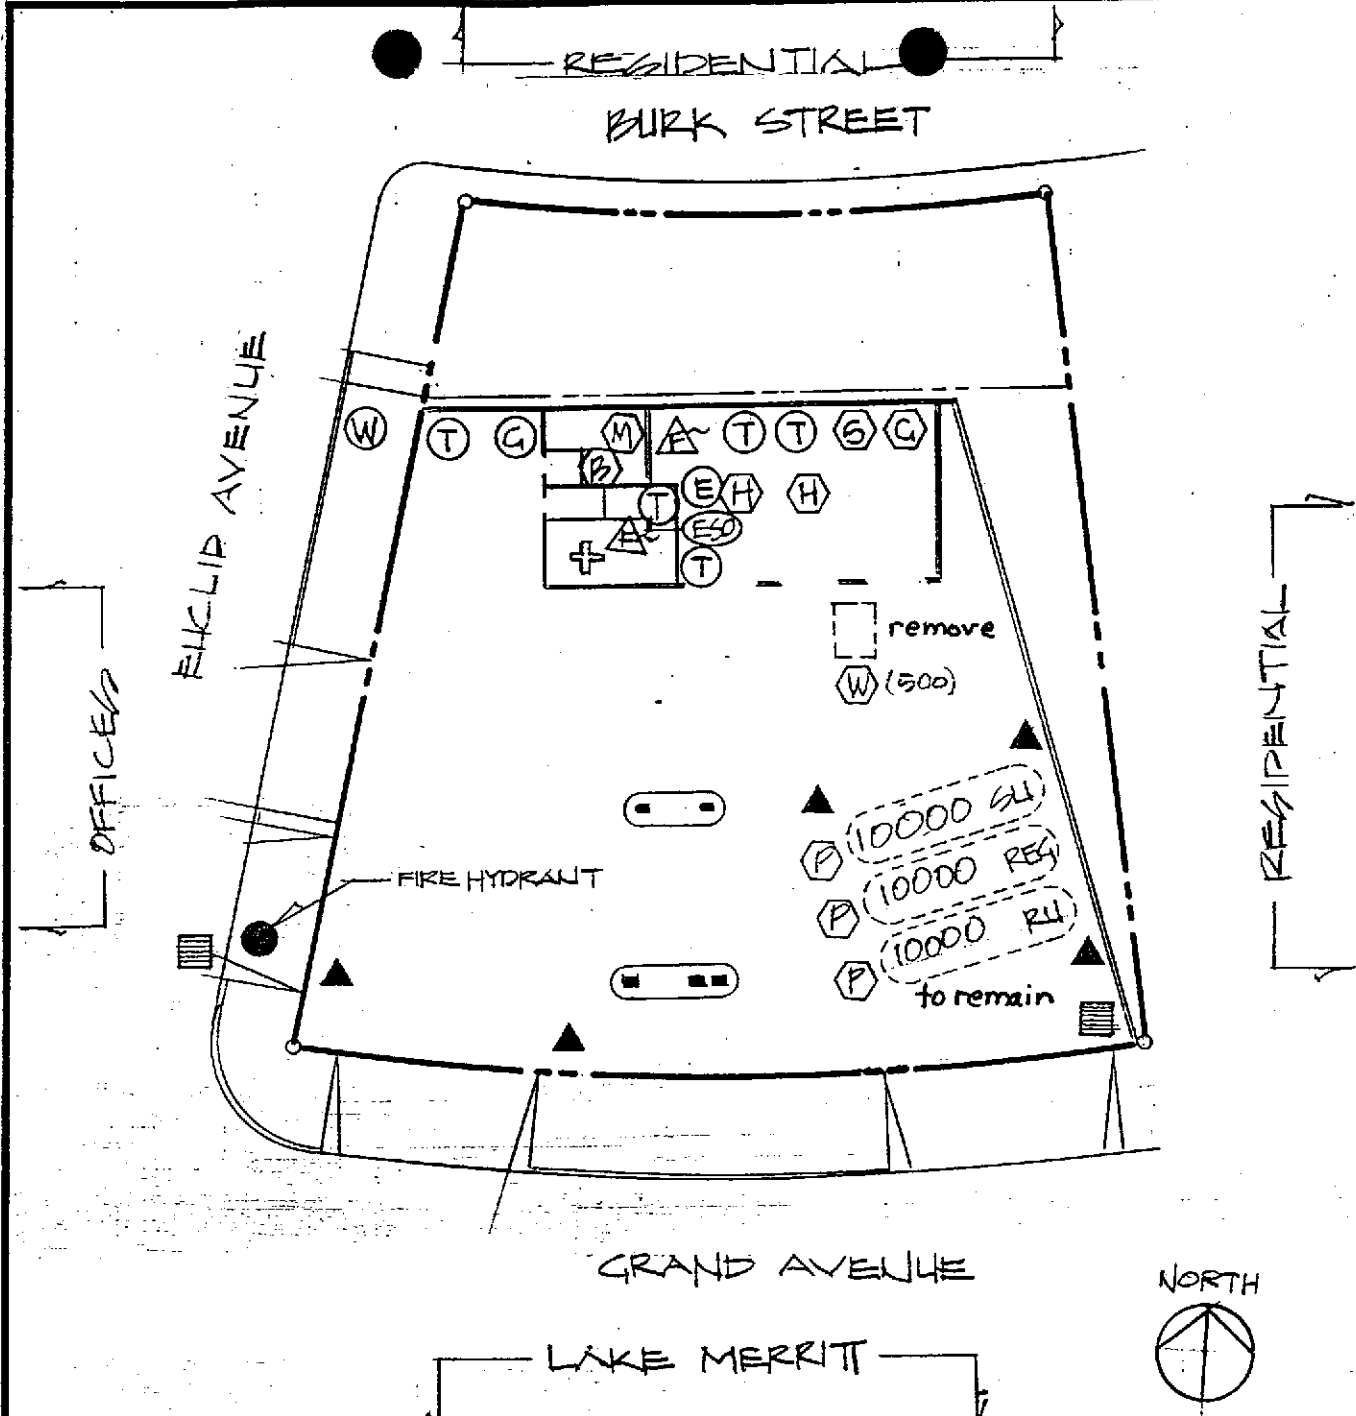 RESIDENTIAL
BURK STREET
EUCLID AVENUE
W T G M F T T S C
B E H H
T
F ESO
T
remove
W (500)
OFFICES
RESIDENTIAL
10000 SU
P 10000 REG
P 10000 RU
P to remain
FIRE HYDRANT
GRAND AVENUE
NORTH
LAKE MERRITT